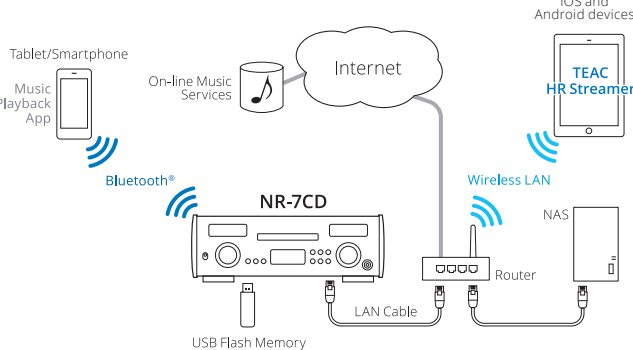 iOS and
Android devices
Tablet/Smartphone
Music
Playback
App
On-line Music
Services
Internet
TEAC
HR Streamer
Bluetooth®
Wireless LAN
NR-7CD
NAS
Router
LAN Cable
USB Flash Memory